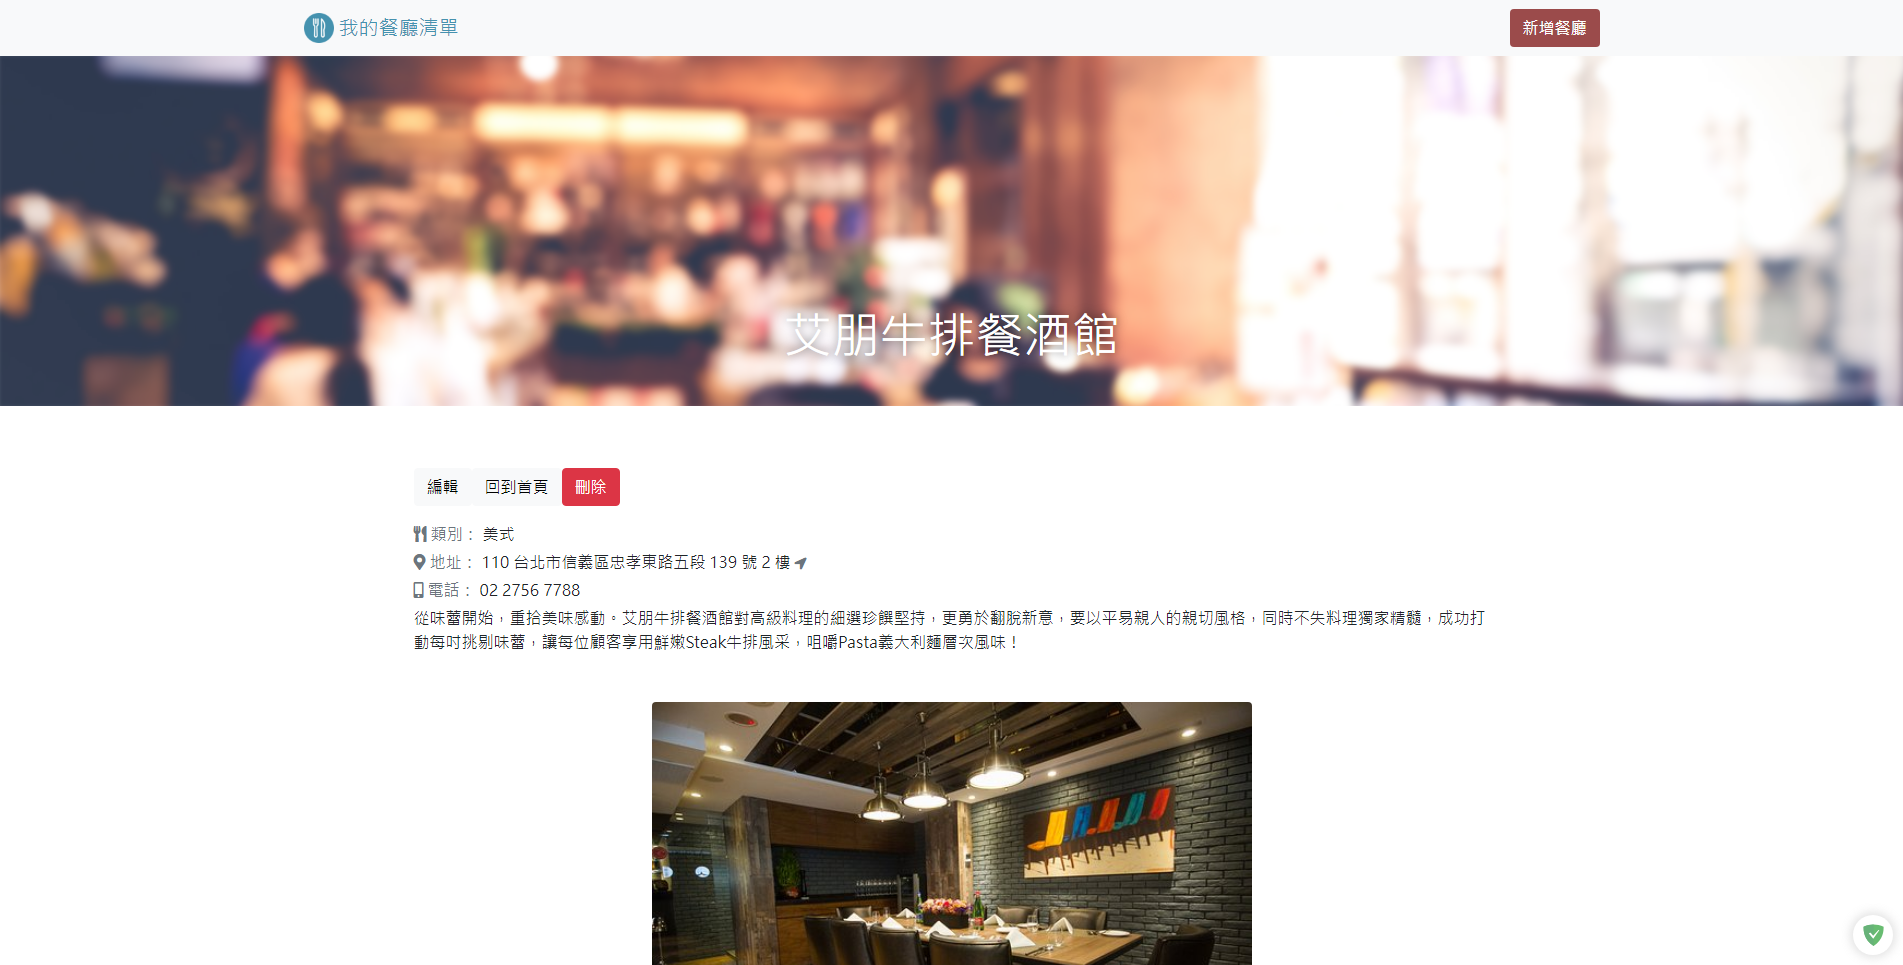 我的餐廳清單
新增餐廳
艾朋牛排餐酒館
編輯 回到首頁 刪除
類別： 美式
地址： 110 台北市信義區忠孝東路五段 139 號 2 樓
電話： 02 2756 7788
從味蕾開始，重拾美味感動。艾朋牛排餐酒館對高級料理的細選珍饌堅持，更勇於翻脫新意，要以平易親人的親切風格，同時不失料理獨家精髓，成功打
動每吋挑剔味蕾，讓每位顧客享用鮮嫩Steak牛排風采，咀嚼Pasta義大利麵層次風味！